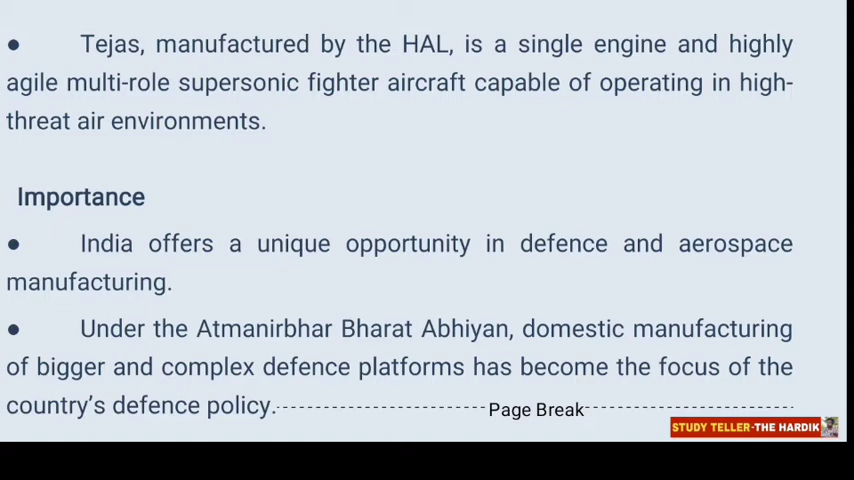 ● Tejas, manufactured by the HAL, is a single engine and highly
agile multi-role supersonic fighter aircraft capable of operating in high-
threat air environments.
Importance
● India offers a unique opportunity in defence and aerospace
manufacturing.
● Under the Atmanirbhar Bharat Abhiyan, domestic manufacturing
of bigger and complex defence platforms has become the focus of the
country’s defence policy.
Page Break
STUDY TELLER-THE HARDIK